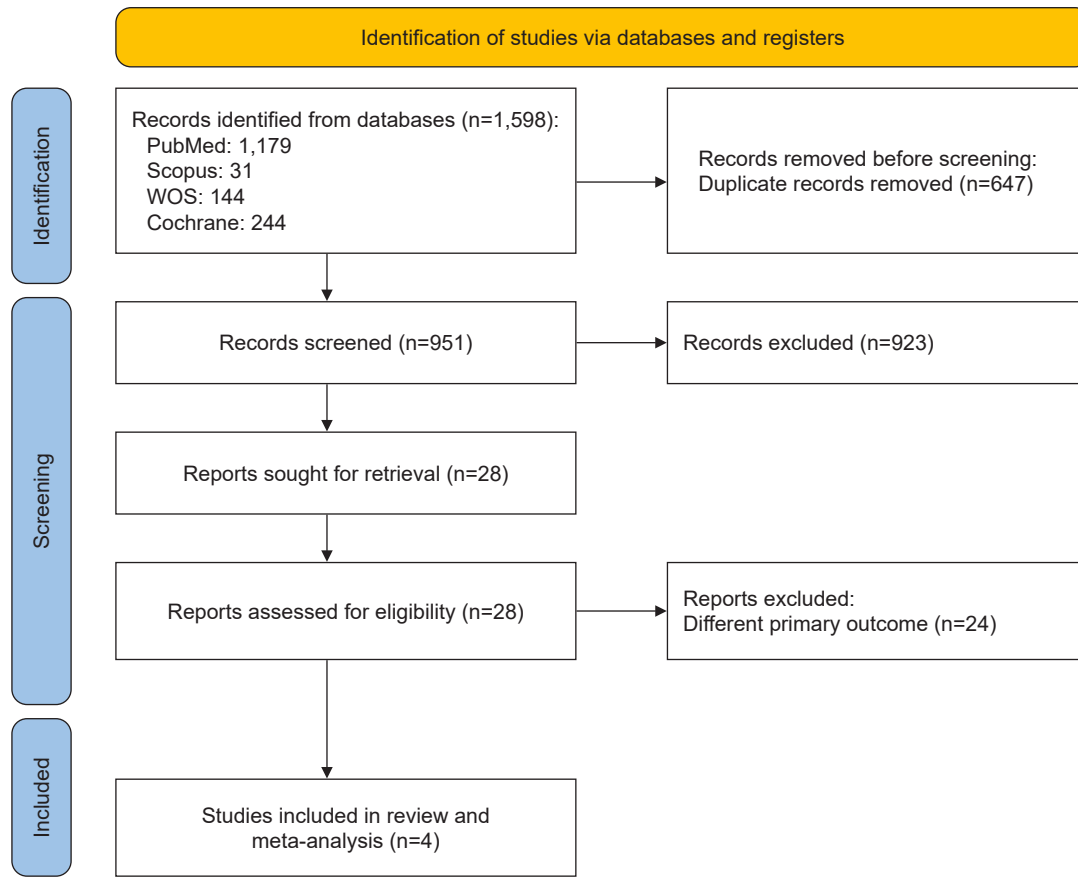 Identification of studies via databases and registers
Identification
Records identified from databases (n=1,598):
PubMed: 1,179
Scopus: 31
WOS: 144
Cochrane: 244
Records removed before screening:
Duplicate records removed (n=647)
Screening
Records screened (n=951)
Records excluded (n=923)
Reports sought for retrieval (n=28)
Reports assessed for eligibility (n=28)
Reports excluded:
Different primary outcome (n=24)
Included
Studies included in review and
meta-analysis (n=4)